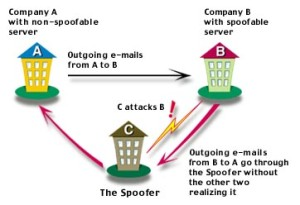 Company A
with non-spoofable
server
Company B
with spoofable
server
A
B
Outgoing e-mails
from A to B
C attacks B
!
C
Outgoing e-mails
from B to A go through
the Spoofer without
the other two
realizing it
The Spoofer